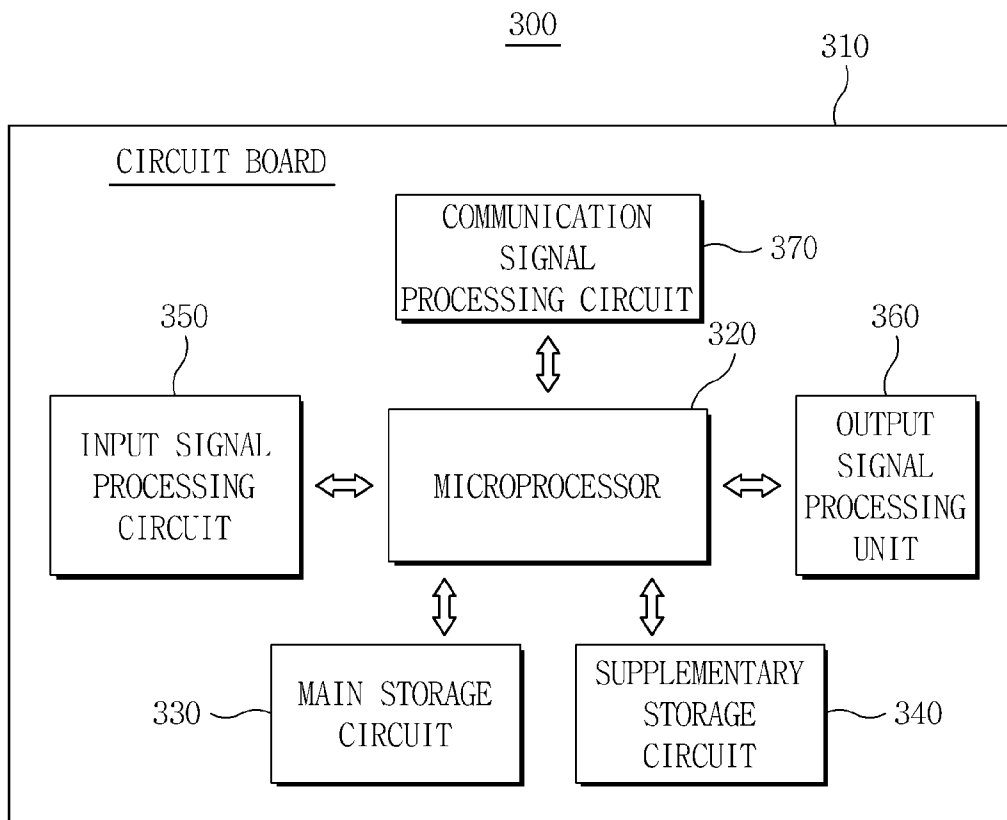 300
310
CIRCUIT BOARD
COMMUNICATION
SIGNAL
PROCESSING CIRCUIT
370
350
320
360
INPUT SIGNAL
PROCESSING
CIRCUIT
MICROPROCESSOR
OUTPUT
SIGNAL
PROCESSING
UNIT
330
MAIN STORAGE
CIRCUIT
SUPPLEMENTARY
STORAGE
CIRCUIT
340